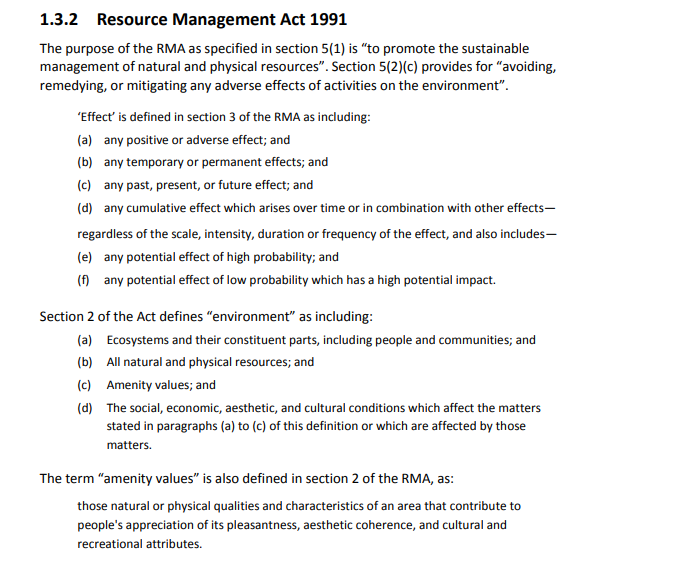 1.3.2 Resource Management Act 1991
The purpose of the RMA as specified in section 5(1) is “to promote the sustainable
management of natural and physical resources”. Section 5(2)(c) provides for “avoiding,
remedying, or mitigating any adverse effects of activities on the environment”.
‘Effect’ is defined in section 3 of the RMA as including:
(a) any positive or adverse effect; and
(b) any temporary or permanent effects; and
(c) any past, present, or future effect; and
(d) any cumulative effect which arises over time or in combination with other effects—
regardless of the scale, intensity, duration or frequency of the effect, and also includes—
(e) any potential effect of high probability; and
(f) any potential effect of low probability which has a high potential impact.
Section 2 of the Act defines “environment” as including:
(a) Ecosystems and their constituent parts, including people and communities; and
(b) All natural and physical resources; and
(c) Amenity values; and
(d) The social, economic, aesthetic, and cultural conditions which affect the matters
stated in paragraphs (a) to (c) of this definition or which are affected by those
matters.
The term “amenity values” is also defined in section 2 of the RMA, as:
those natural or physical qualities and characteristics of an area that contribute to
people's appreciation of its pleasantness, aesthetic coherence, and cultural and
recreational attributes.